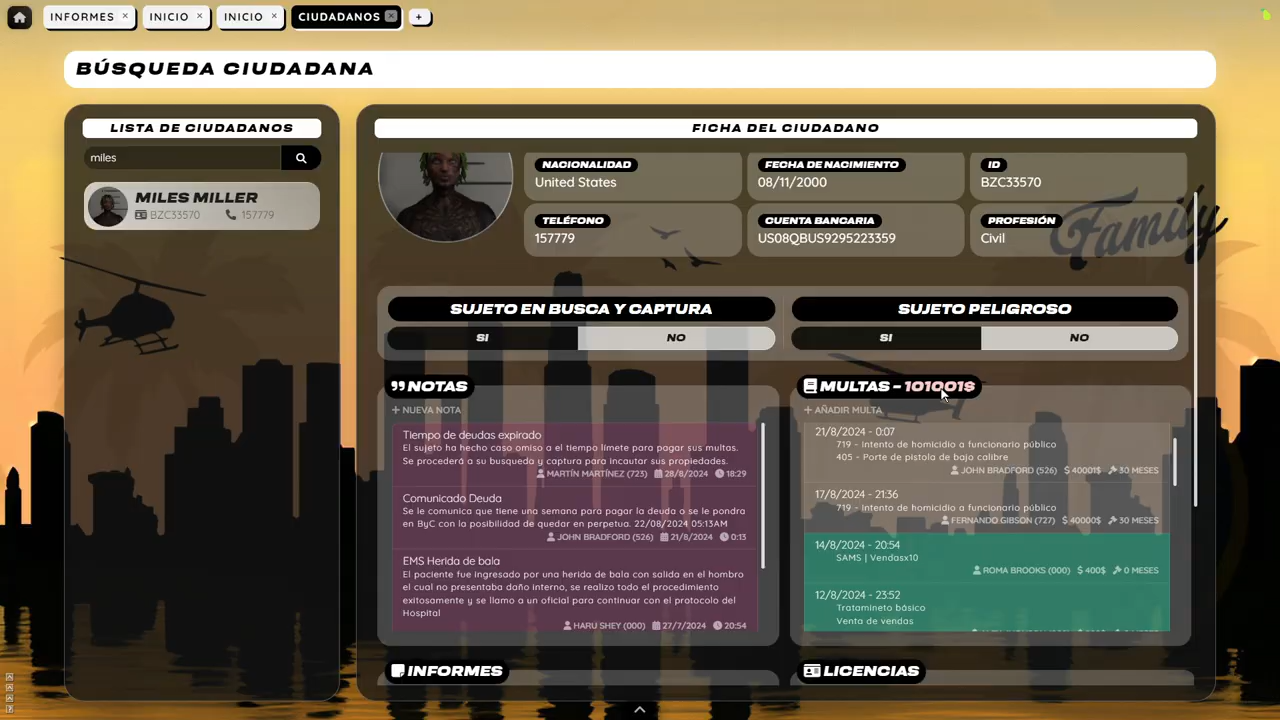 INFORMES ×
INICIO ×
INICIO ×
CIUDADANOS ×
+
BÚSQUEDA CIUDADANA
LISTA DE CIUDADANOS
miles
MILES MILLER
BZC33570 157779
FICHA DEL CIUDADANO
NACIONALIDAD
United States
FECHA DE NACIMIENTO
08/11/2000
ID
BZC33570
TELÉFONO
157779
CUENTA BANCARIA
US08QBUS9295223359
PROFESIÓN
Civil
Family
SUJETO EN BUSCA Y CAPTURA
SI NO
SUJETO PELIGROSO
SI NO
NOTAS
+ NUEVA NOTA
Tiempo de deudas expirado
El sujeto ha hecho caso omiso a el tiempo límete para pagar sus multas.
Se procederá a su busqueda y captura para incautar sus propiedades.
MARTÍN MARTÍNEZ (723) 28/8/2024 18:29
Comunicado Deuda
Se le comunica que tiene una semana para pagar la deuda o se le pondra
en ByC con la posibilidad de quedar en perpetua. 22/08/2024 05:13AM
JOHN BRADFORD (526) 21/8/2024 0:13
EMS Herida de bala
El paciente fue ingresado por una herida de bala con salida en el hombro
el cual no presentaba daño interno, se realizo todo el procedimiento
exitosamente y se llamo a un oficial para continuar con el protocolo del
Hospital
HARU SHEY (000) 27/7/2024 20:54
MULTAS - 101001$
+ AÑADIR MULTA
21/8/2024 - 0:07
719 - Intento de homicidio a funcionario público
405 - Porte de pistola de bajo calibre
JOHN BRADFORD (526) $ 40001$ 30 MESES
17/8/2024 - 21:36
719 - Intento de homicidio a funcionario público
FERNANDO GIBSON (727) $ 40000$ 30 MESES
14/8/2024 - 20:54
SAMS | Vendasx10
ROMA BROOKS (000) $ 400$ 0 MESES
12/8/2024 - 23:52
Tratamineto básico
Venta de vendas
INFORMES
LICENCIAS